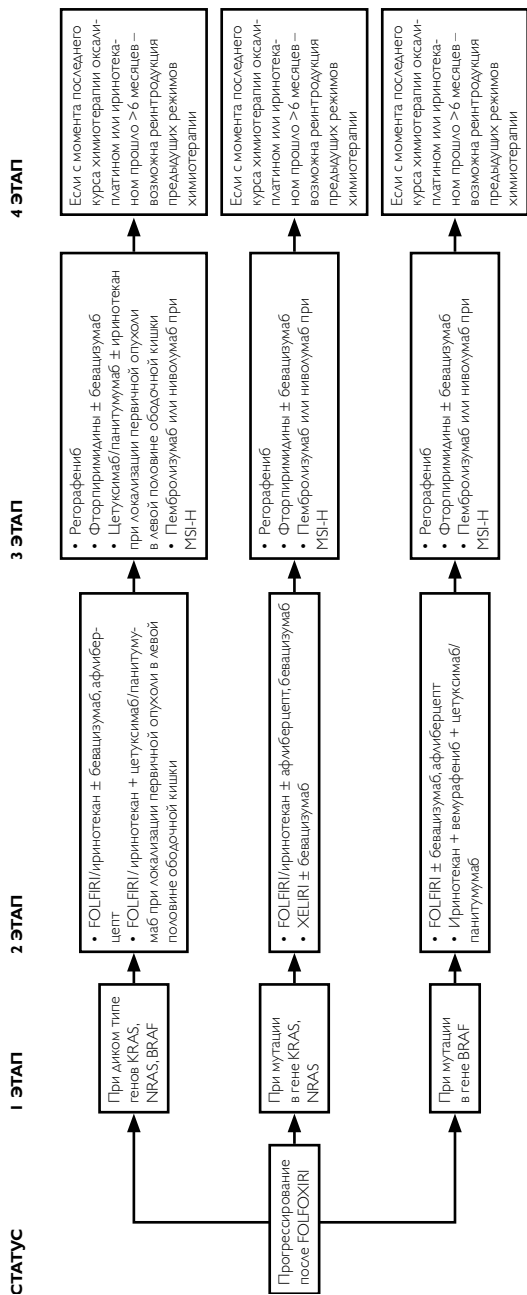 СТАТУС
1 ЭТАП
2 ЭТАП
3 ЭТАП
4 ЭТАП
Прогрессирование
после FOLFOXIRI
При диком типе
генов KRAS,
NRAS, BRAF
• FOLFIRI/иринотекан ± бевацизумаб, афлибер-
цепт
• FOLFIRI/ иринотекан + цетуксимаб/панитуму-
маб при локализации первичной опухоли в левой
половине ободочной кишки
• Регорафениб
• Фторпиримидины ± бевацизумаб
• Цетуксимаб/панитумумаб ± иринотекан
при локализации первичной опухоли
в левой половине ободочной кишки
• Пембролизумаб или ниволумаб при
MSI-H
Если с момента последнего
курса химиотерапии оксали-
платином или иринотека-
ном прошло >6 месяцев –
возможна реинтродукция
предыдущих режимов
химиотерапии
При мутации
в гене KRAS,
NRAS
• FOLFIRI/иринотекан ± афлиберцепт, бевацизумаб
• XELIRI ± бевацизумаб
• Регорафениб
• Фторпиримидины ± бевацизумаб
• Пембролизумаб или ниволумаб при
MSI-H
Если с момента последнего
курса химиотерапии оксали-
платином или иринотека-
ном прошло >6 месяцев –
возможна реинтродукция
предыдущих режимов
химиотерапии
При мутации
в гене BRAF
• FOLFIRI ± бевацизумаб, афлиберцепт
• Иринотекан + вемурафениб + цетуксимаб/
панитумумаб
• Регорафениб
• Фторпиримидины ± бевацизумаб
• Пембролизумаб или ниволумаб при
MSI-H
Если с момента последнего
курса химиотерапии оксали-
платином или иринотека-
ном прошло >6 месяцев –
возможна реинтродукция
предыдущих режимов
химиотерапии